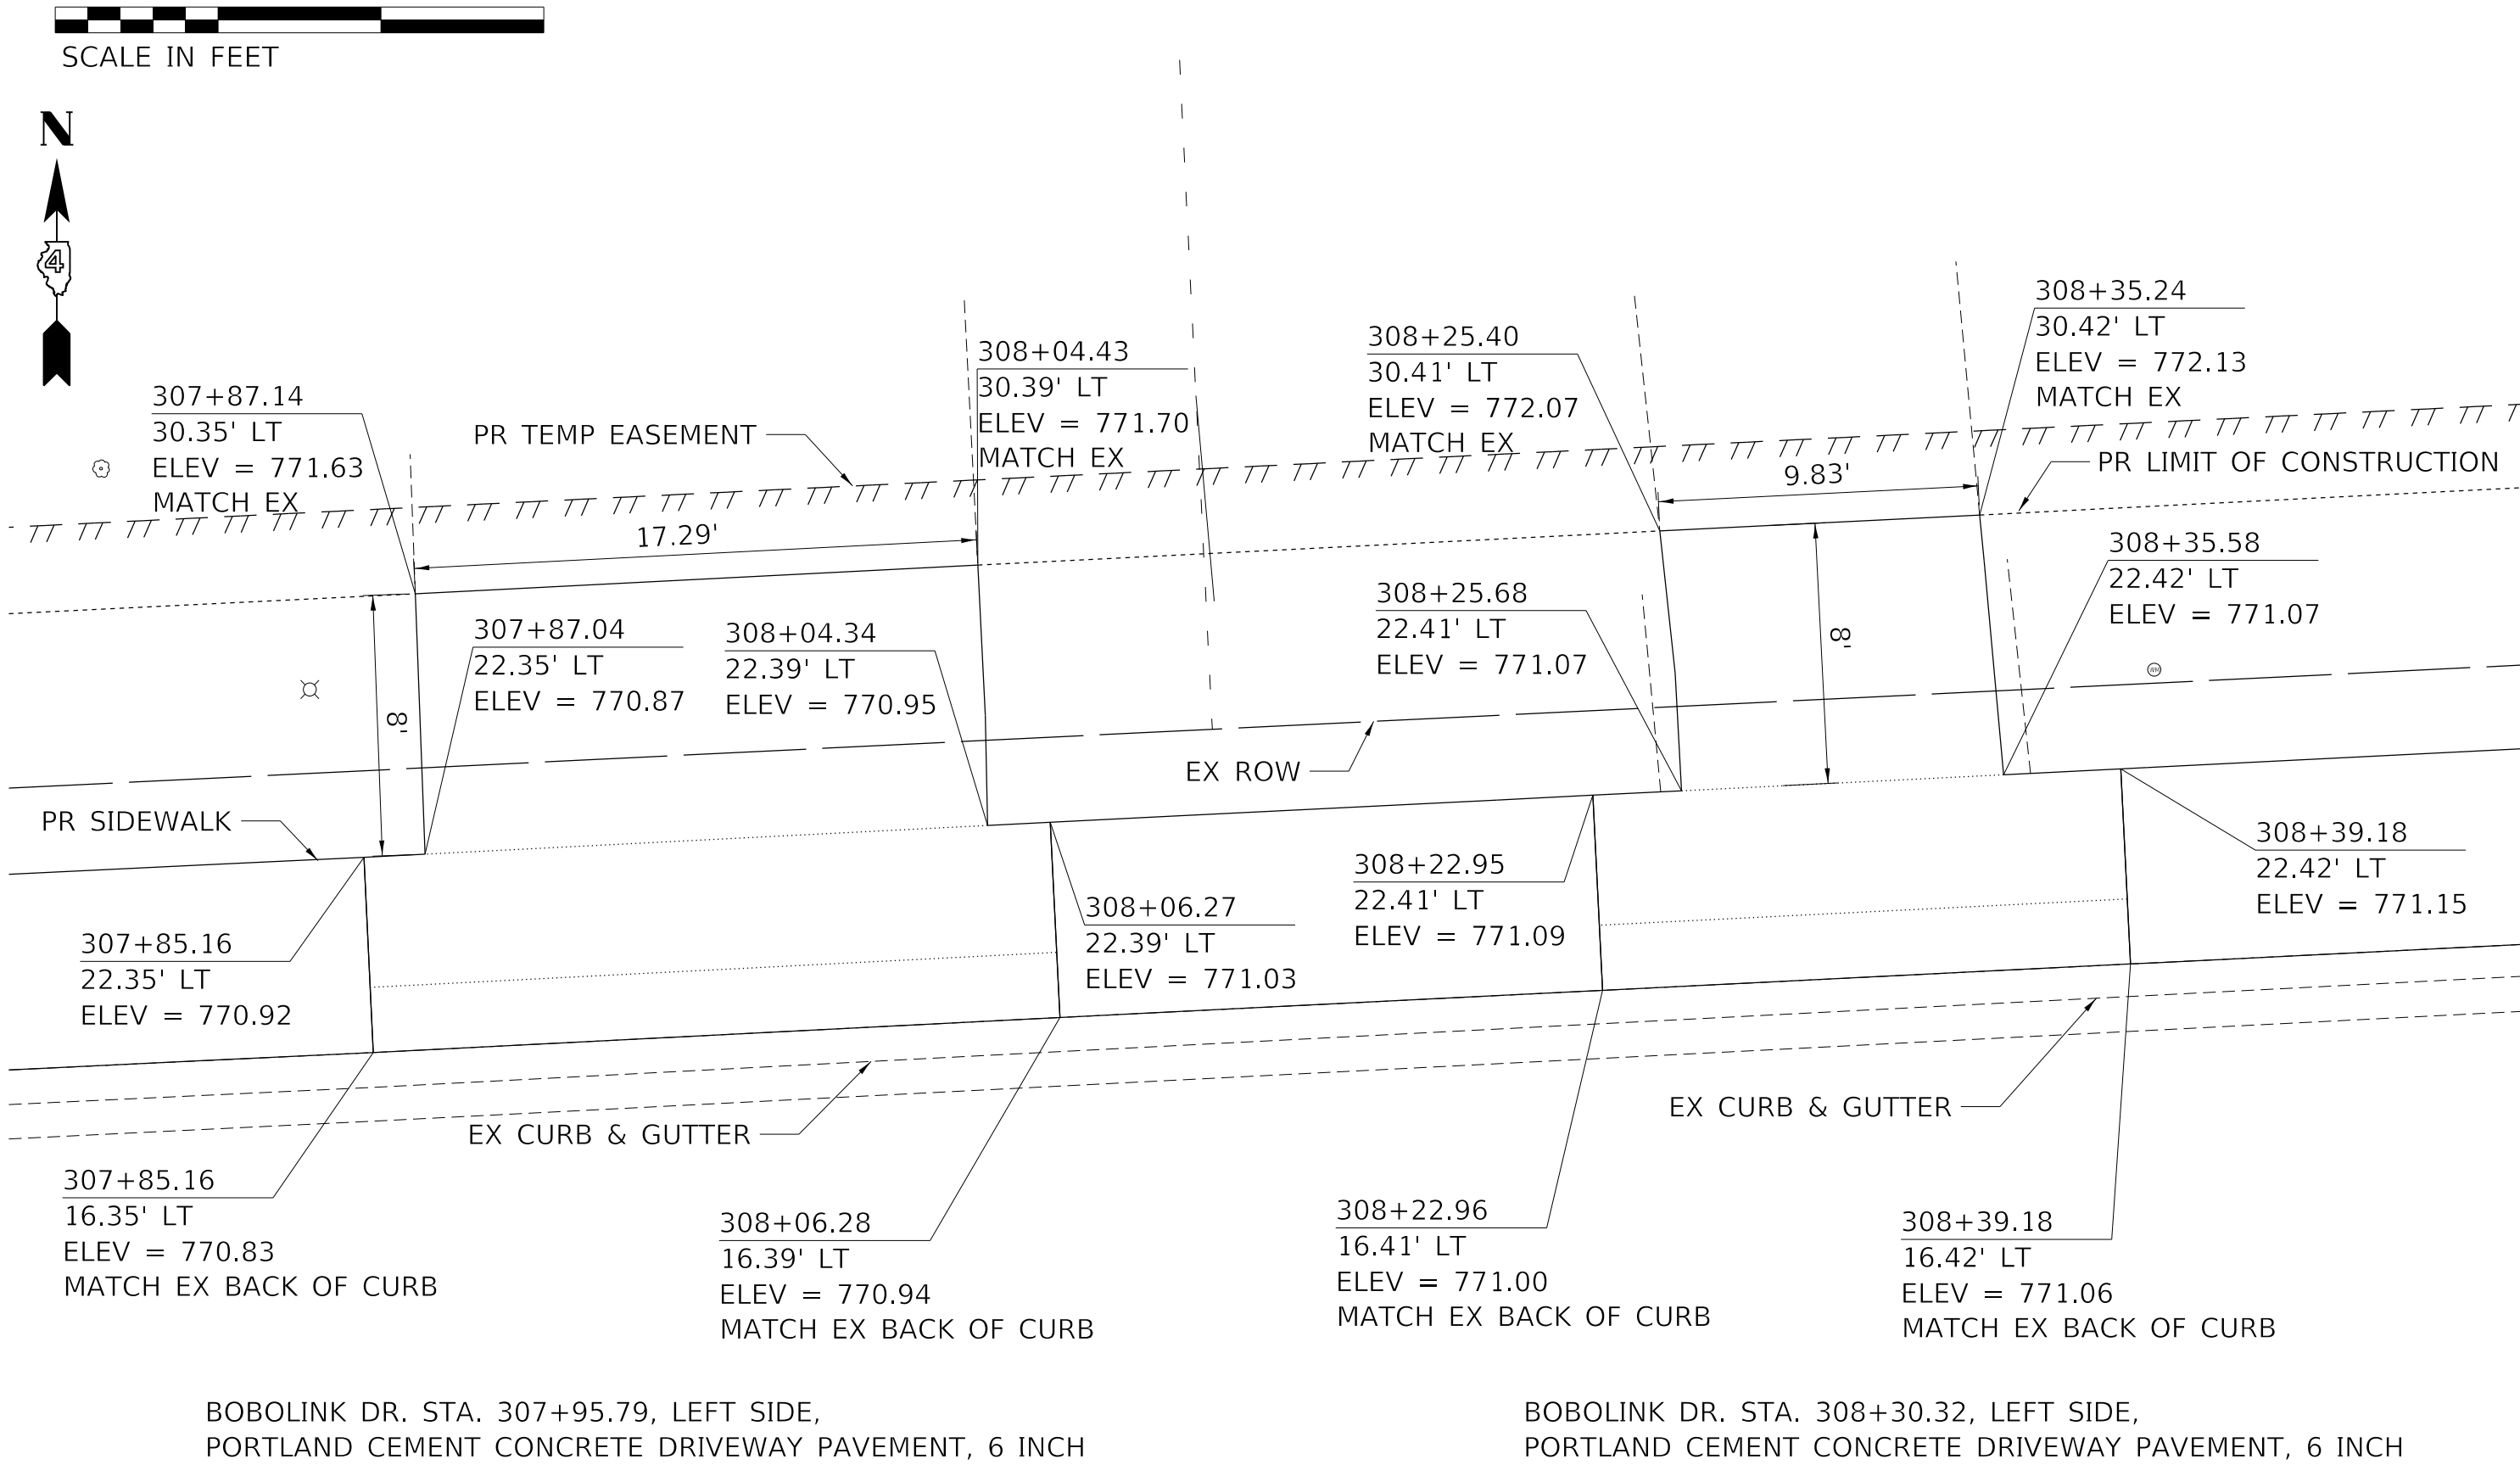 SCALE IN FEET
N
4
308+35.24
30.42' LT
ELEV = 772.13
MATCH EX
308+25.40
30.41' LT
ELEV = 772.07
MATCH EX
308+04.43
30.39' LT
ELEV = 771.70
MATCH EX
307+87.14
30.35' LT
ELEV = 771.63
MATCH EX
PR TEMP EASEMENT
PR LIMIT OF CONSTRUCTION
9.83'
17.29'
308+35.58
22.42' LT
ELEV = 771.07
308+25.68
22.41' LT
ELEV = 771.07
8'
307+87.04
22.35' LT
ELEV = 770.87
308+04.34
22.39' LT
ELEV = 770.95
8'
EX ROW
PR SIDEWALK
308+39.18
22.42' LT
ELEV = 771.15
308+22.95
22.41' LT
ELEV = 771.09
308+06.27
22.39' LT
ELEV = 771.03
307+85.16
22.35' LT
ELEV = 770.92
EX CURB & GUTTER
EX CURB & GUTTER
307+85.16
16.35' LT
ELEV = 770.83
MATCH EX BACK OF CURB
308+06.28
16.39' LT
ELEV = 770.94
MATCH EX BACK OF CURB
308+22.96
16.41' LT
ELEV = 771.00
MATCH EX BACK OF CURB
308+39.18
16.42' LT
ELEV = 771.06
MATCH EX BACK OF CURB
BOBOLINK DR. STA. 307+95.79, LEFT SIDE,
PORTLAND CEMENT CONCRETE DRIVEWAY PAVEMENT, 6 INCH
BOBOLINK DR. STA. 308+30.32, LEFT SIDE,
PORTLAND CEMENT CONCRETE DRIVEWAY PAVEMENT, 6 INCH